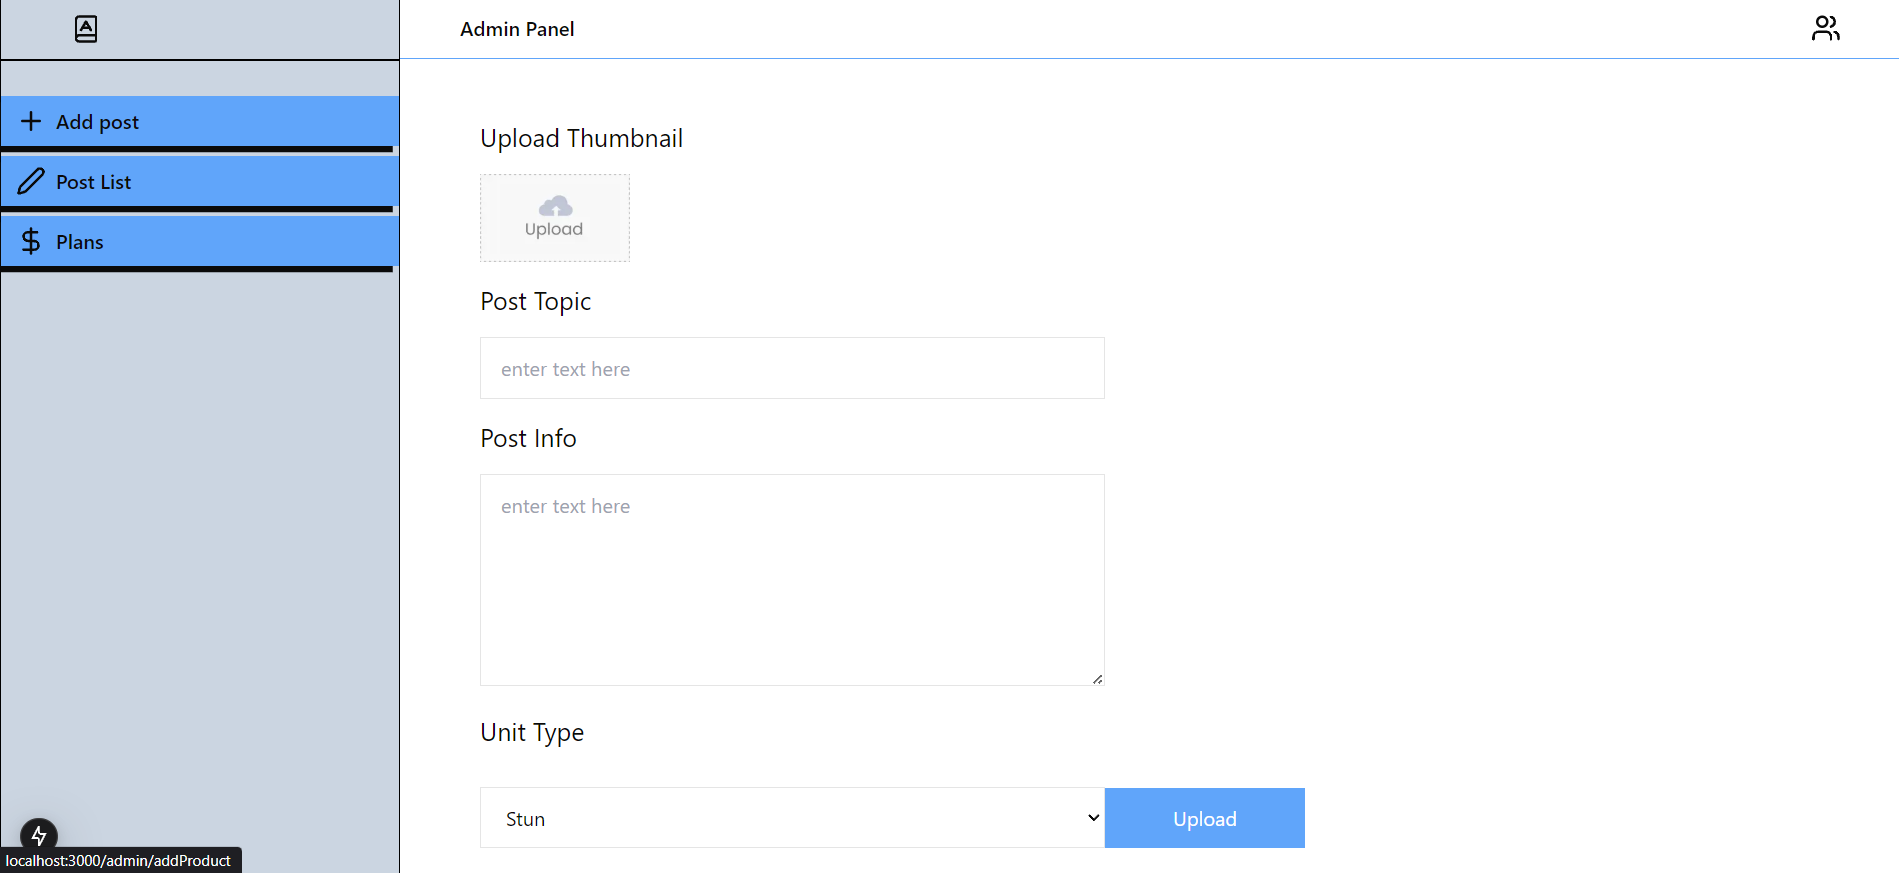 Admin Panel
Add post
Post List
Plans
Upload Thumbnail
Upload
Post Topic
enter text here
Post Info
enter text here
Unit Type
Stun
Upload
localhost:3000/admin/addProduct